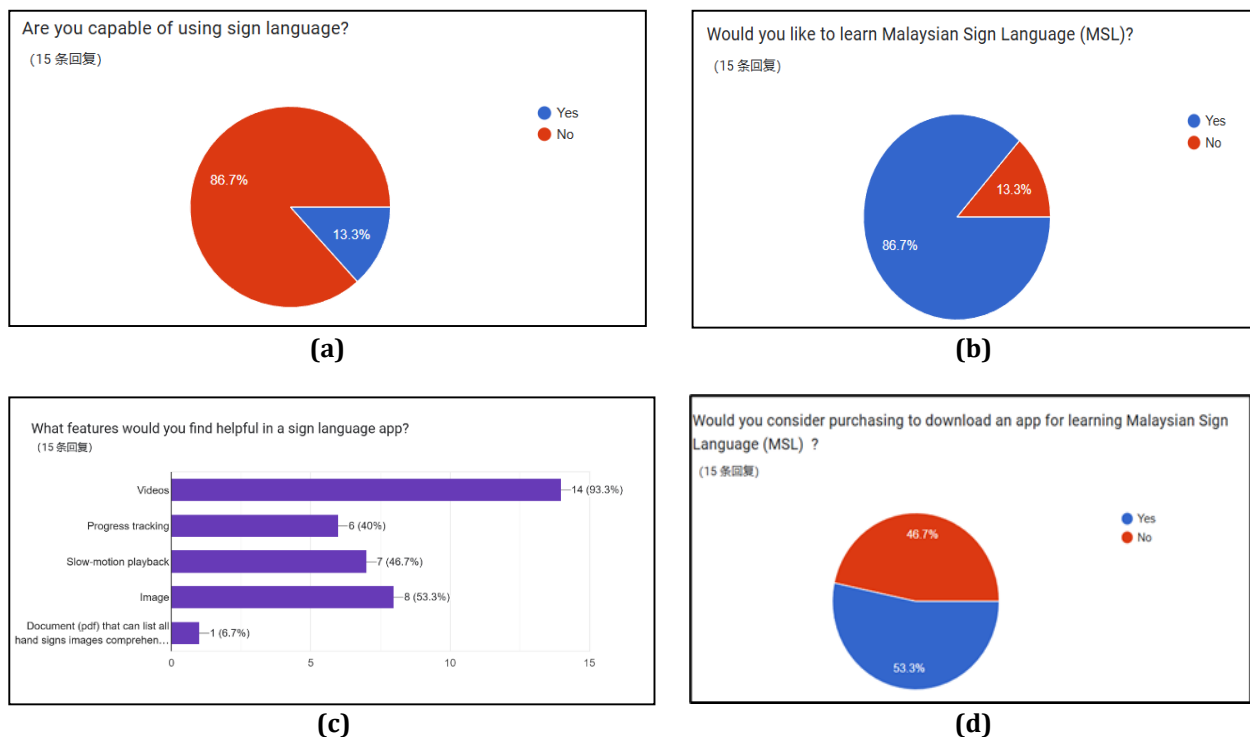 Are you capable of using sign language?
(15 条回复)
Yes
No
86.7%
13.3%
(a)
Would you like to learn Malaysian Sign Language (MSL)?
(15 条回复)
Yes
No
13.3%
86.7%
(b)
What features would you find helpful in a sign language app?
(15 条回复)
Videos
14 (93.3%)
Progress tracking
6 (40%)
Slow-motion playback
7 (46.7%)
Image
8 (53.3%)
Document (pdf) that can list all
hand signs images comprehen…
1 (6.7%)
0
5
10
15
(c)
Would you consider purchasing to download an app for learning Malaysian Sign
Language (MSL) ?
(15 条回复)
Yes
No
46.7%
53.3%
(d)